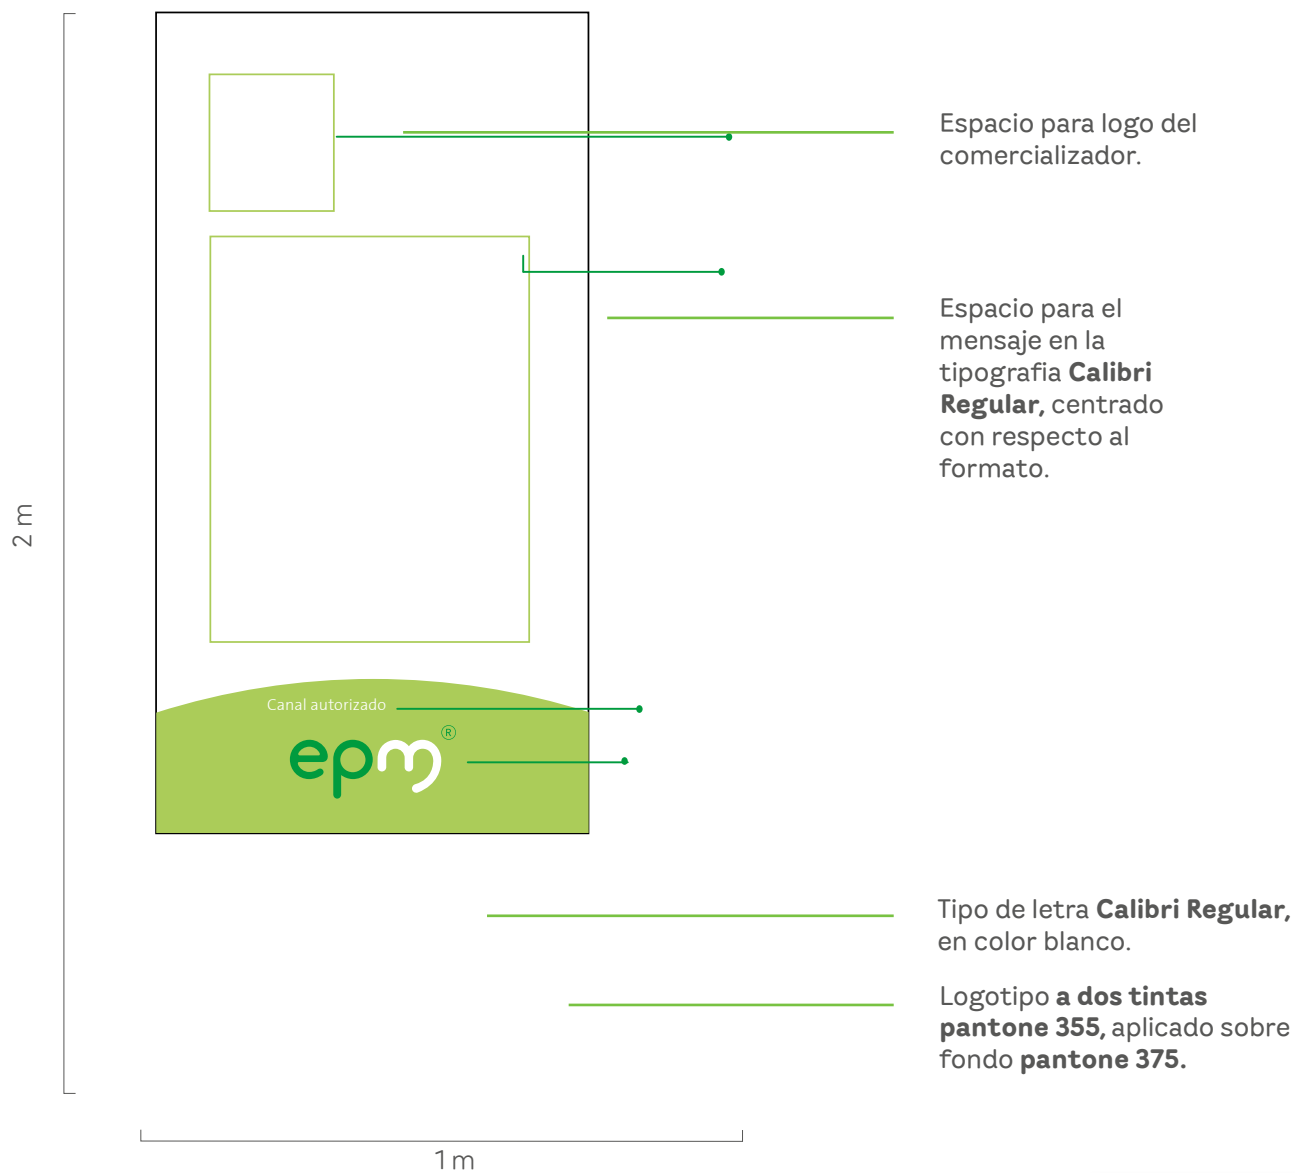 Espacio para logo del
comercializador.
Espacio para el
mensaje en la
tipografia Calibri
Regular, centrado
con respecto al
formato.
2 m
Canal autorizado
epm®
Tipo de letra Calibri Regular,
en color blanco.
Logotipo a dos tintas
pantone 355, aplicado sobre
fondo pantone 375.
1 m